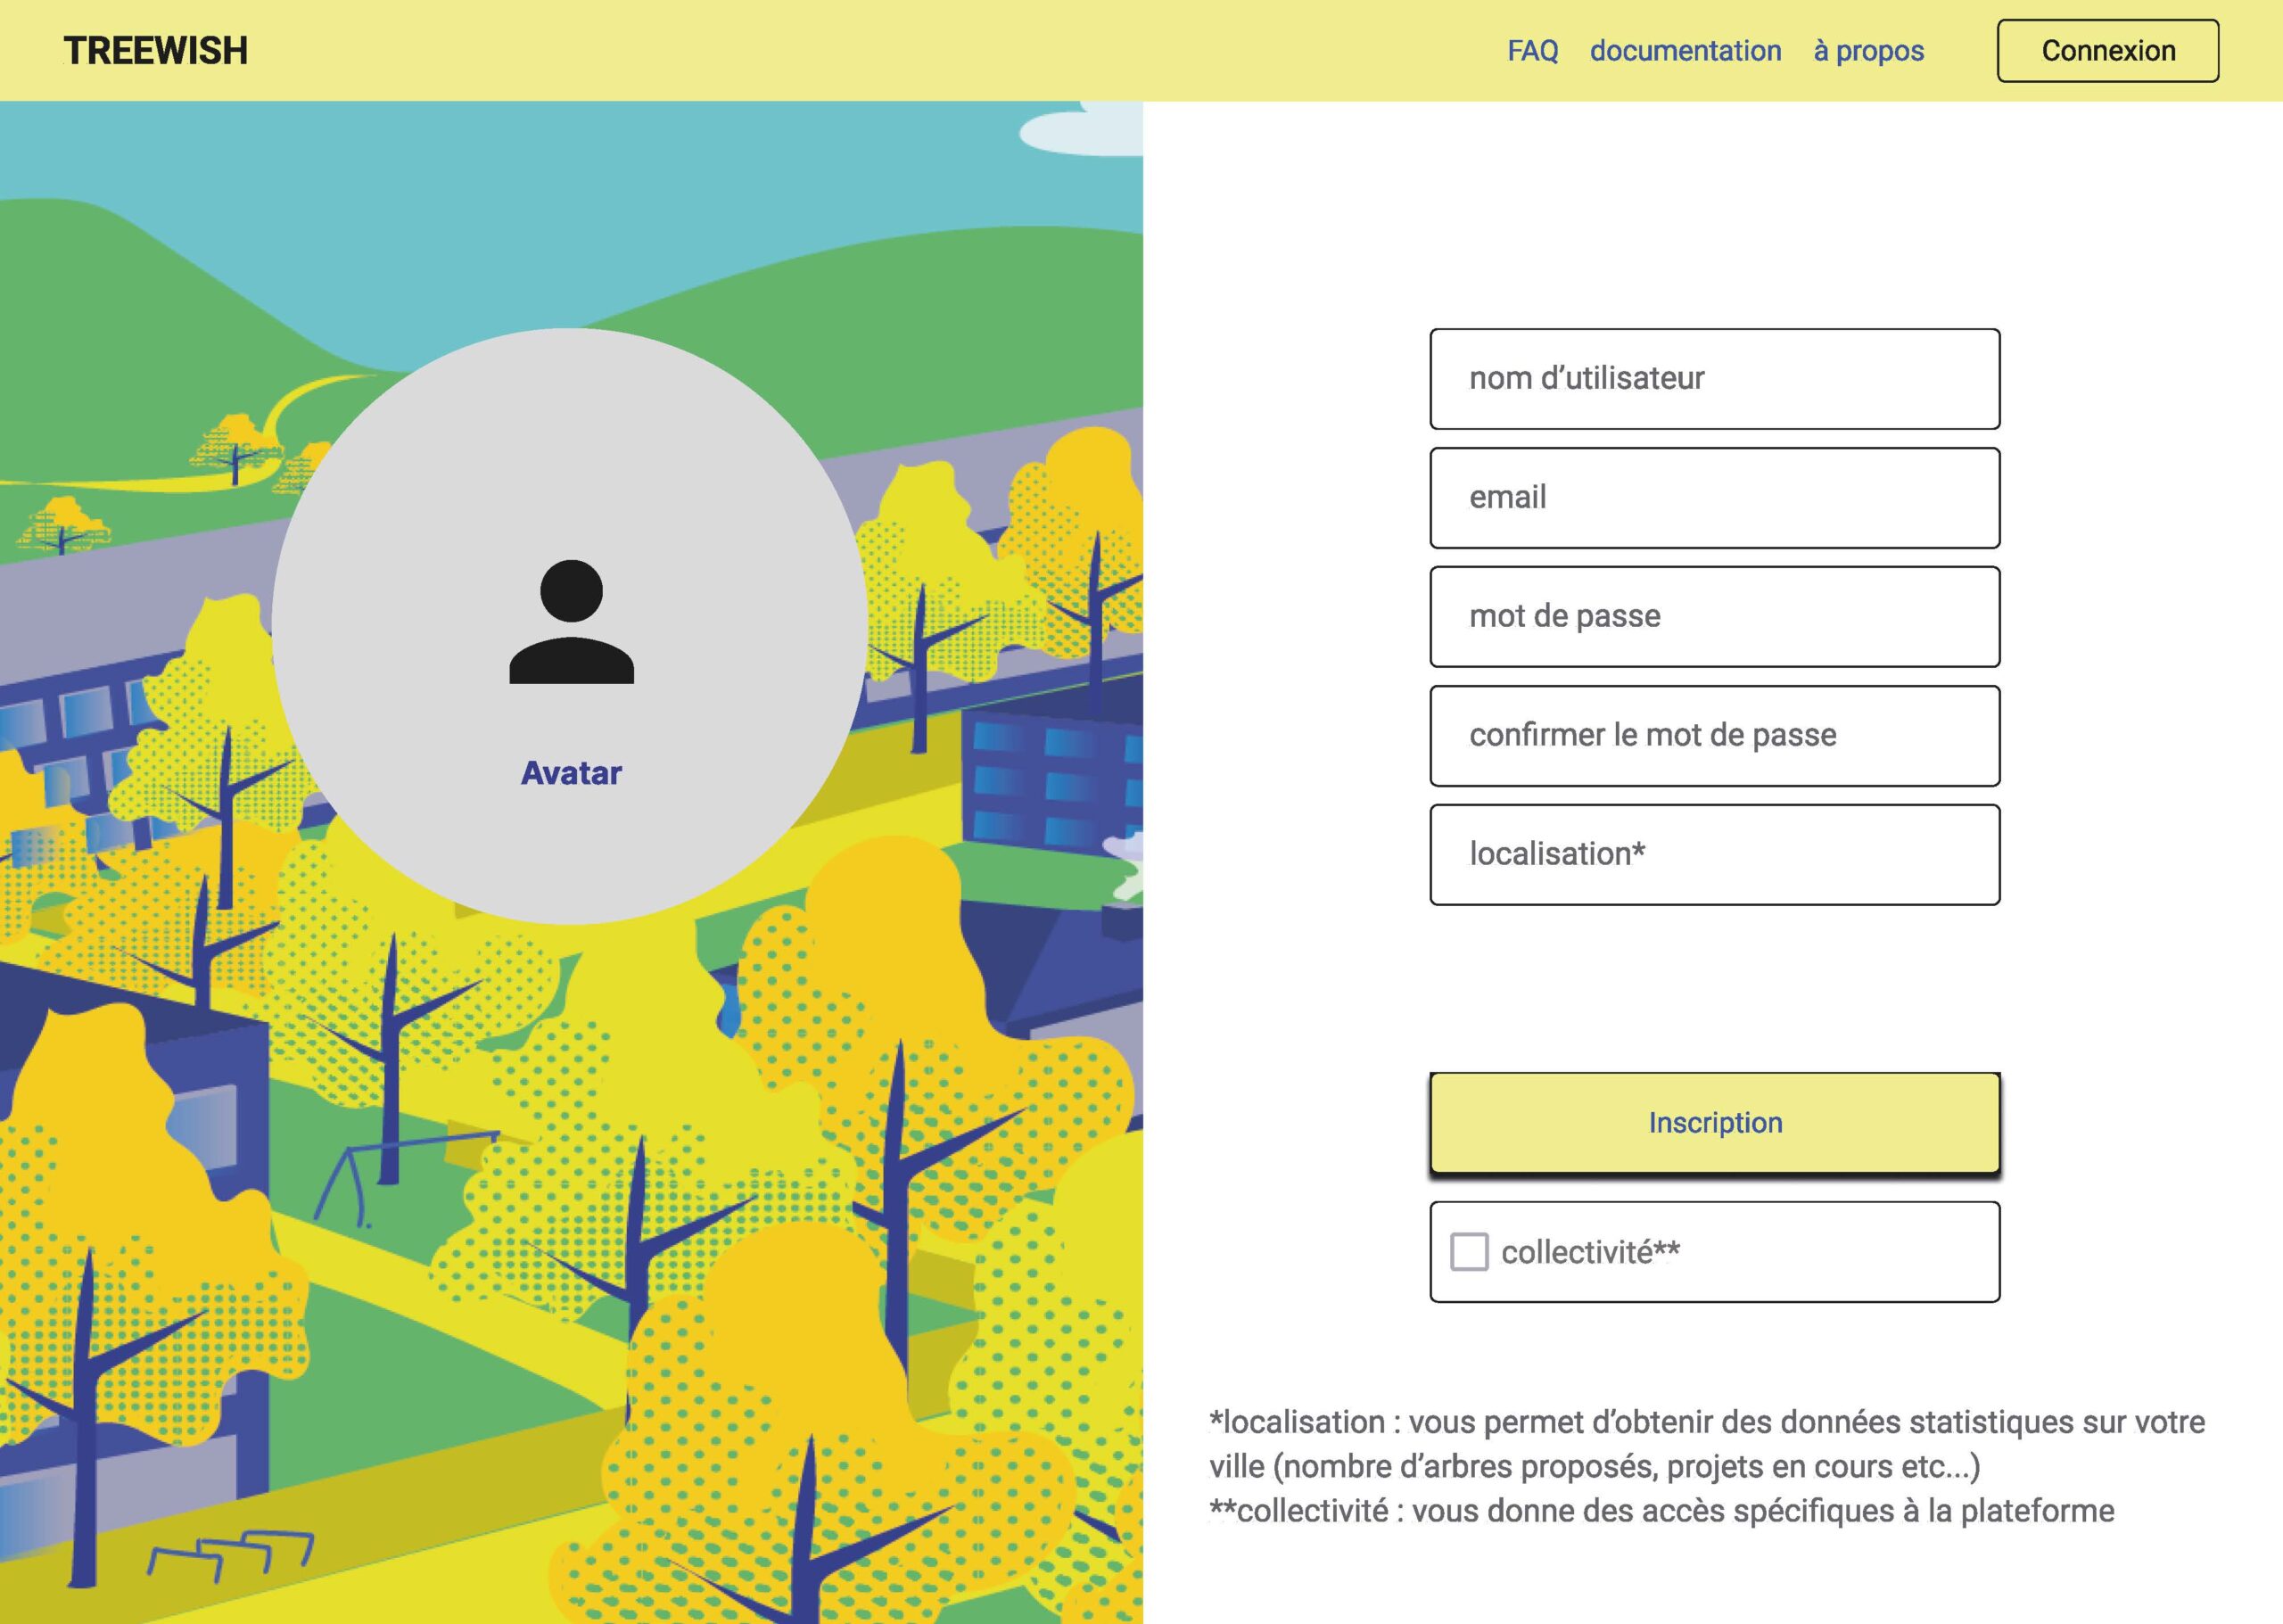 TREEWISH
FAQ documentation à propos Connexion
Avatar
nom d’utilisateur
email
mot de passe
confirmer le mot de passe
localisation*
Inscription
collectivité**
*localisation : vous permet d’obtenir des données statistiques sur votre
ville (nombre d’arbres proposés, projets en cours etc...)
**collectivité : vous donne des accès spécifiques à la plateforme